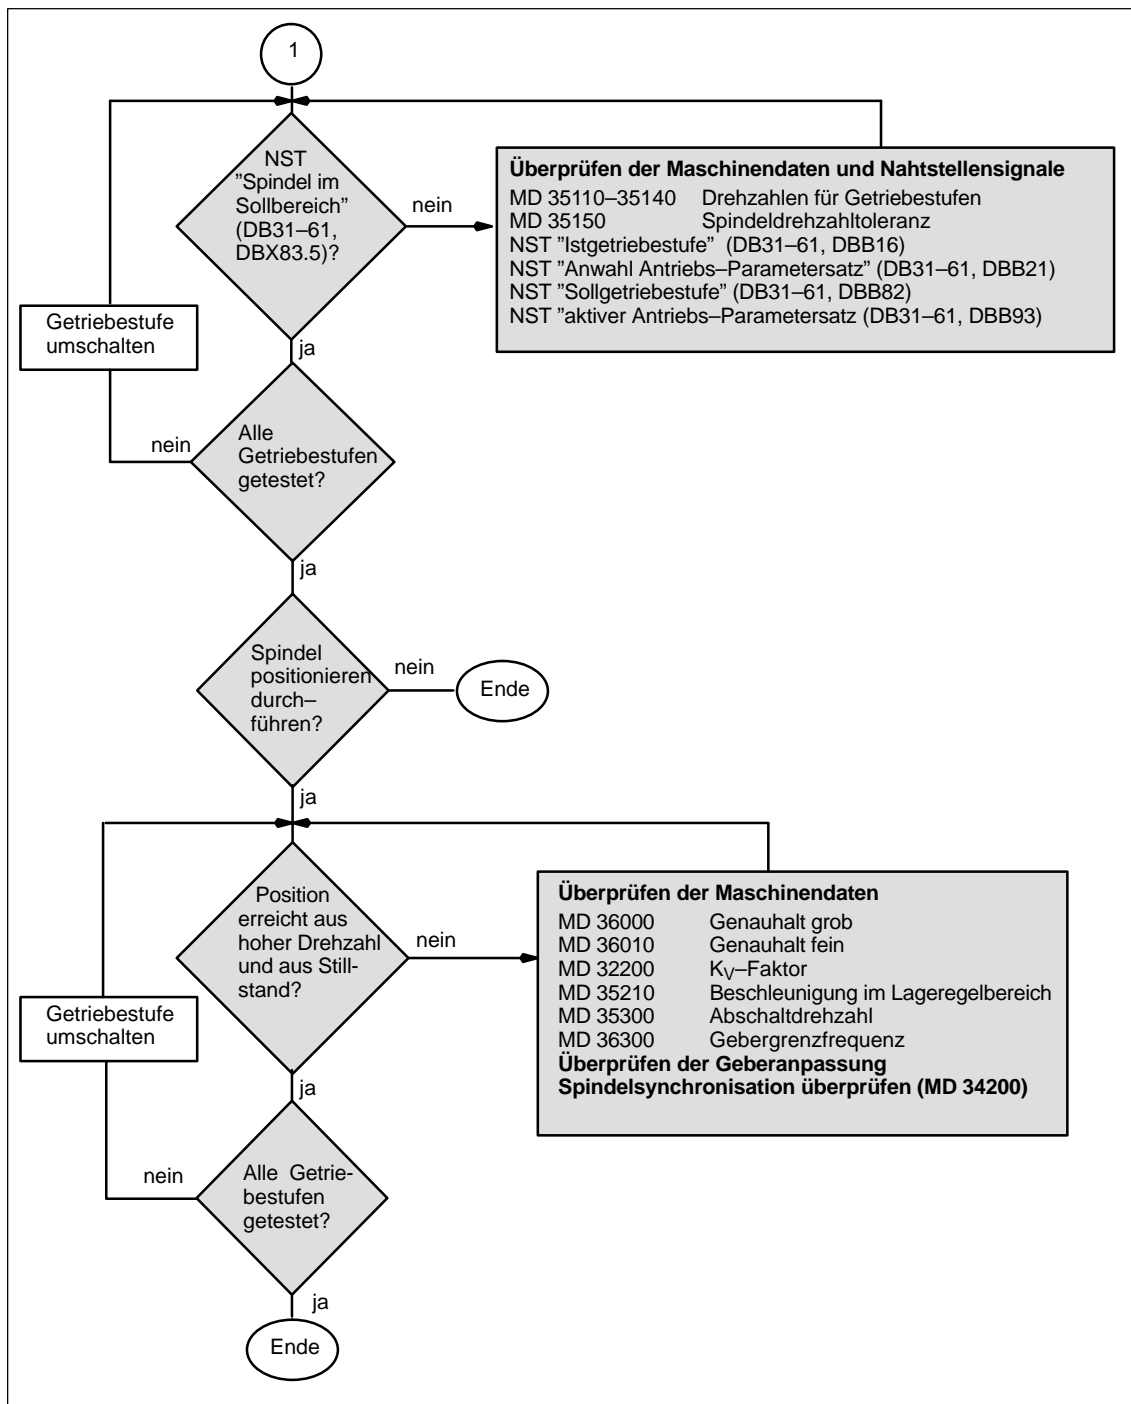 1
NST
”Spindel im
Sollbereich”
(DB31–61,
DBX83.5)?
nein
Überprüfen der Maschinendaten und Nahtstellensignale
MD 35110–35140 Drehzahlen für Getriebestufen
MD 35150 Spindeldrehzahltoleranz
NST ”Istgetriebestufe” (DB31–61, DBB16)
NST ”Anwahl Antriebs–Parametersatz” (DB31–61, DBB21)
NST ”Sollgetriebestufe” (DB31–61, DBB82)
NST ”aktiver Antriebs–Parametersatz (DB31–61, DBB93)
Getriebestufe
umschalten
ja
nein
Alle
Getriebestufen
getestet?
ja
Spindel
positionieren
durch–
führen?
nein
Ende
ja
Position
erreicht aus
hoher Drehzahl
und aus Still-
stand?
nein
Überprüfen der Maschinendaten
MD 36000 Genauhalt grob
MD 36010 Genauhalt fein
MD 32200 KV–Faktor
MD 35210 Beschleunigung im Lageregelbereich
MD 35300 Abschaltdrehzahl
MD 36300 Gebergrenzfrequenz
Überprüfen der Geberanpassung
Spindelsynchronisation überprüfen (MD 34200)
Getriebestufe
umschalten
ja
nein
Alle Getrie-
bestufen
getestet?
ja
Ende